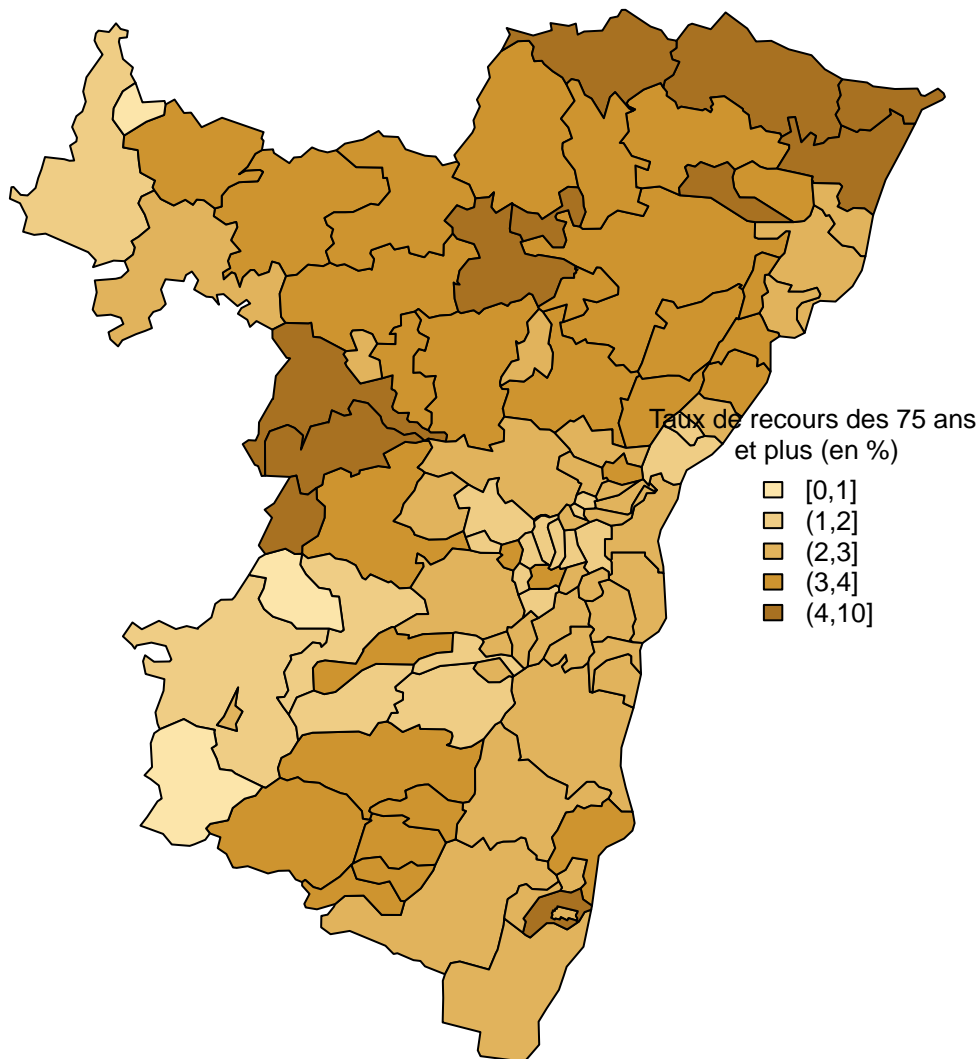 Taux de recours des 75 ans
et plus (en %)
[0,1]
(1,2]
(2,3]
(3,4]
(4,10]